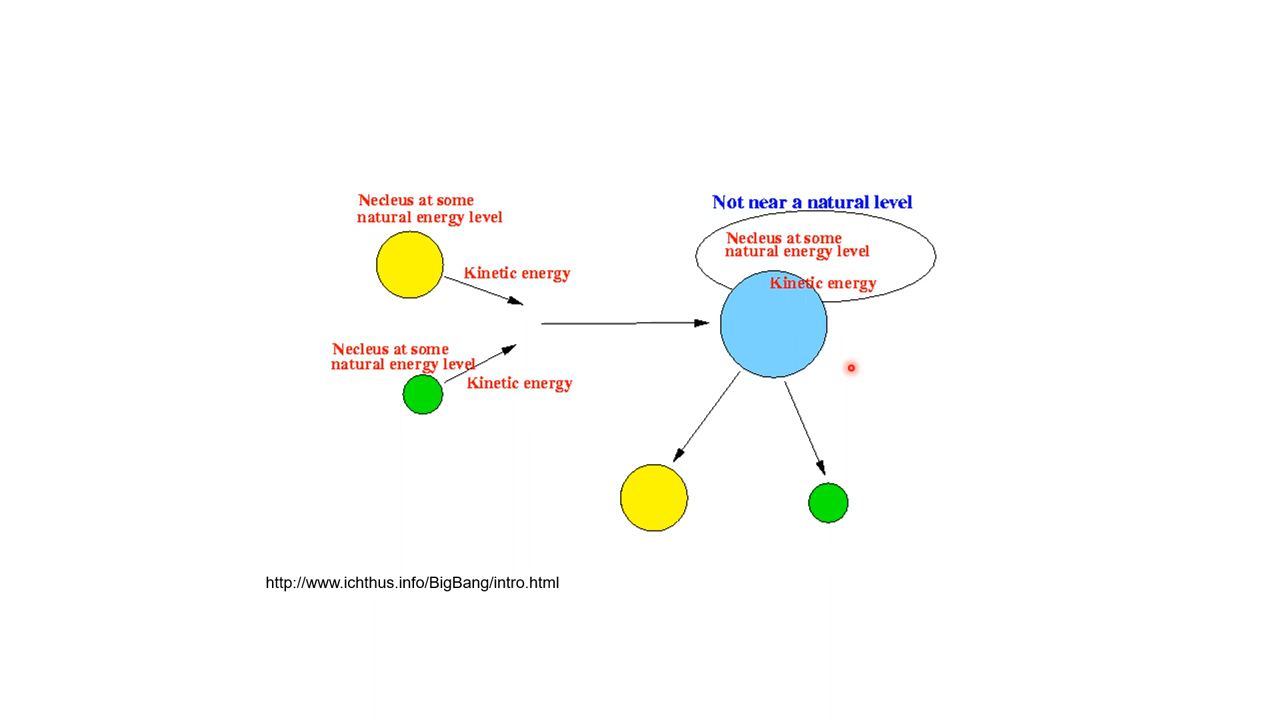 Necleus at some
natural energy level
Kinetic energy
Necleus at some
natural energy level
Kinetic energy
Not near a natural level
Necleus at some
natural energy level
Kinetic energy
http://www.ichthus.info/BigBang/intro.html